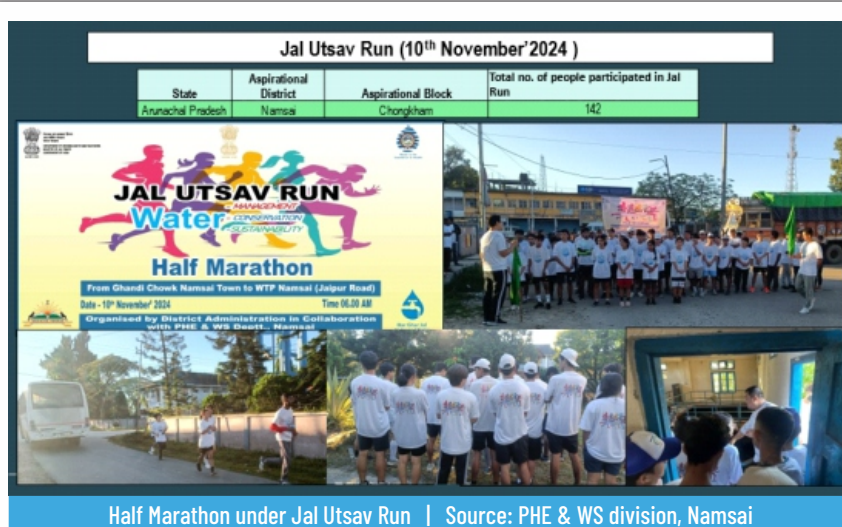 Jal Utsav Run (10th November'2024 )
State
Aspirational District
Aspirational Block
Total no. of people participated in Jal Run
Arunachal Pradesh
Namsai
Chongkham
142
JAL UTSAV RUN
Water
- MANAGEMENT
- CONSERVATION
- SUSTAINABILITY
Half Marathon
From Ghandi Chowk Namsai Town to WTP Namsai (Jaipur Road)
Date - 10th November' 2024
Time 06.00 AM
Organised by District Administration in Collaboration
with PHE & WS Deptt., Namsai
Half Marathon under Jal Utsav Run | Source: PHE & WS division, Namsai